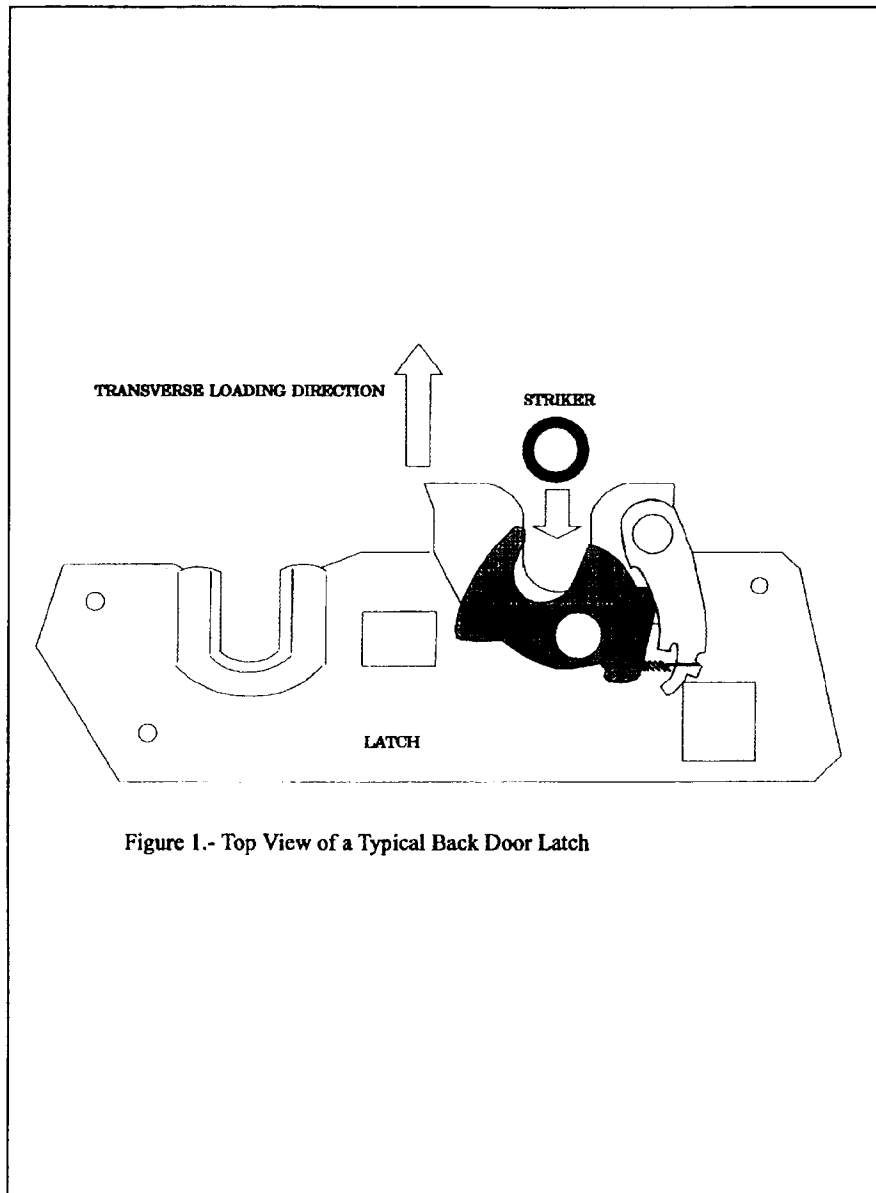 TRANSVERSE LOADING DIRECTION
STRIKER
LATCH
Figure 1.- Top View of a Typical Back Door Latch